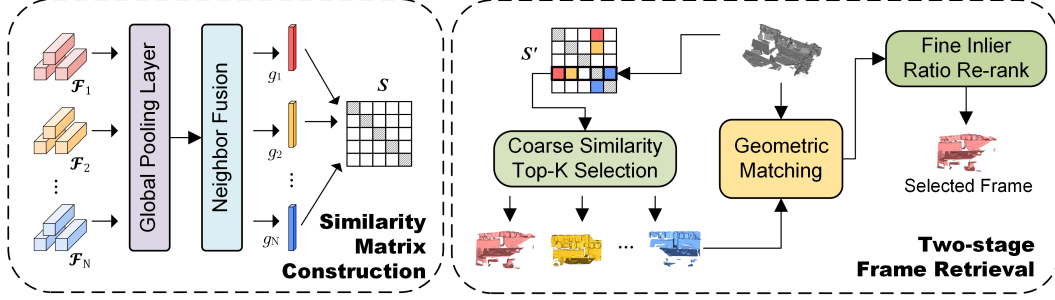 𝓕1
𝓕2
⋮
𝓕N
Global Pooling Layer
Neighbor Fusion
g1
g2
⋮
gN
S
Similarity
Matrix
Construction
S′
Coarse Similarity
Top-K Selection
...
Geometric
Matching
Fine Inlier
Ratio Re-rank
Selected Frame
Two-stage
Frame Retrieval